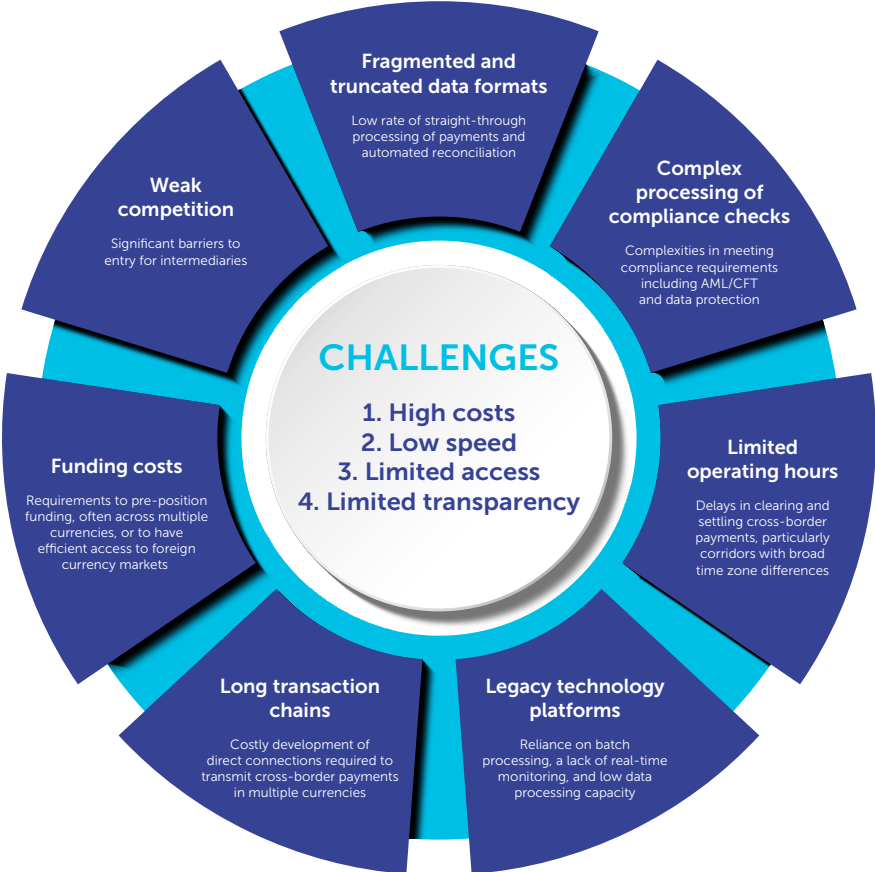 Fragmented and
truncated data formats
Low rate of straight-through
processing of payments and
automated reconciliation
Complex
processing of
compliance checks
Complexities in meeting
compliance requirements
including AML/CFT
and data protection
Limited
operating hours
Delays in clearing and
settling cross-border
payments, particularly
corridors with broad
time zone differences
Legacy technology
platforms
Reliance on batch
processing, a lack of real-time
monitoring, and low data
processing capacity
Long transaction
chains
Costly development of
direct connections required to
transmit cross-border payments
in multiple currencies
Funding costs
Requirements to pre-position
funding, often across multiple
currencies, or to have
efficient access to foreign
currency markets
Weak
competition
Significant barriers to
entry for intermediaries
CHALLENGES
1. High costs
2. Low speed
3. Limited access
4. Limited transparency